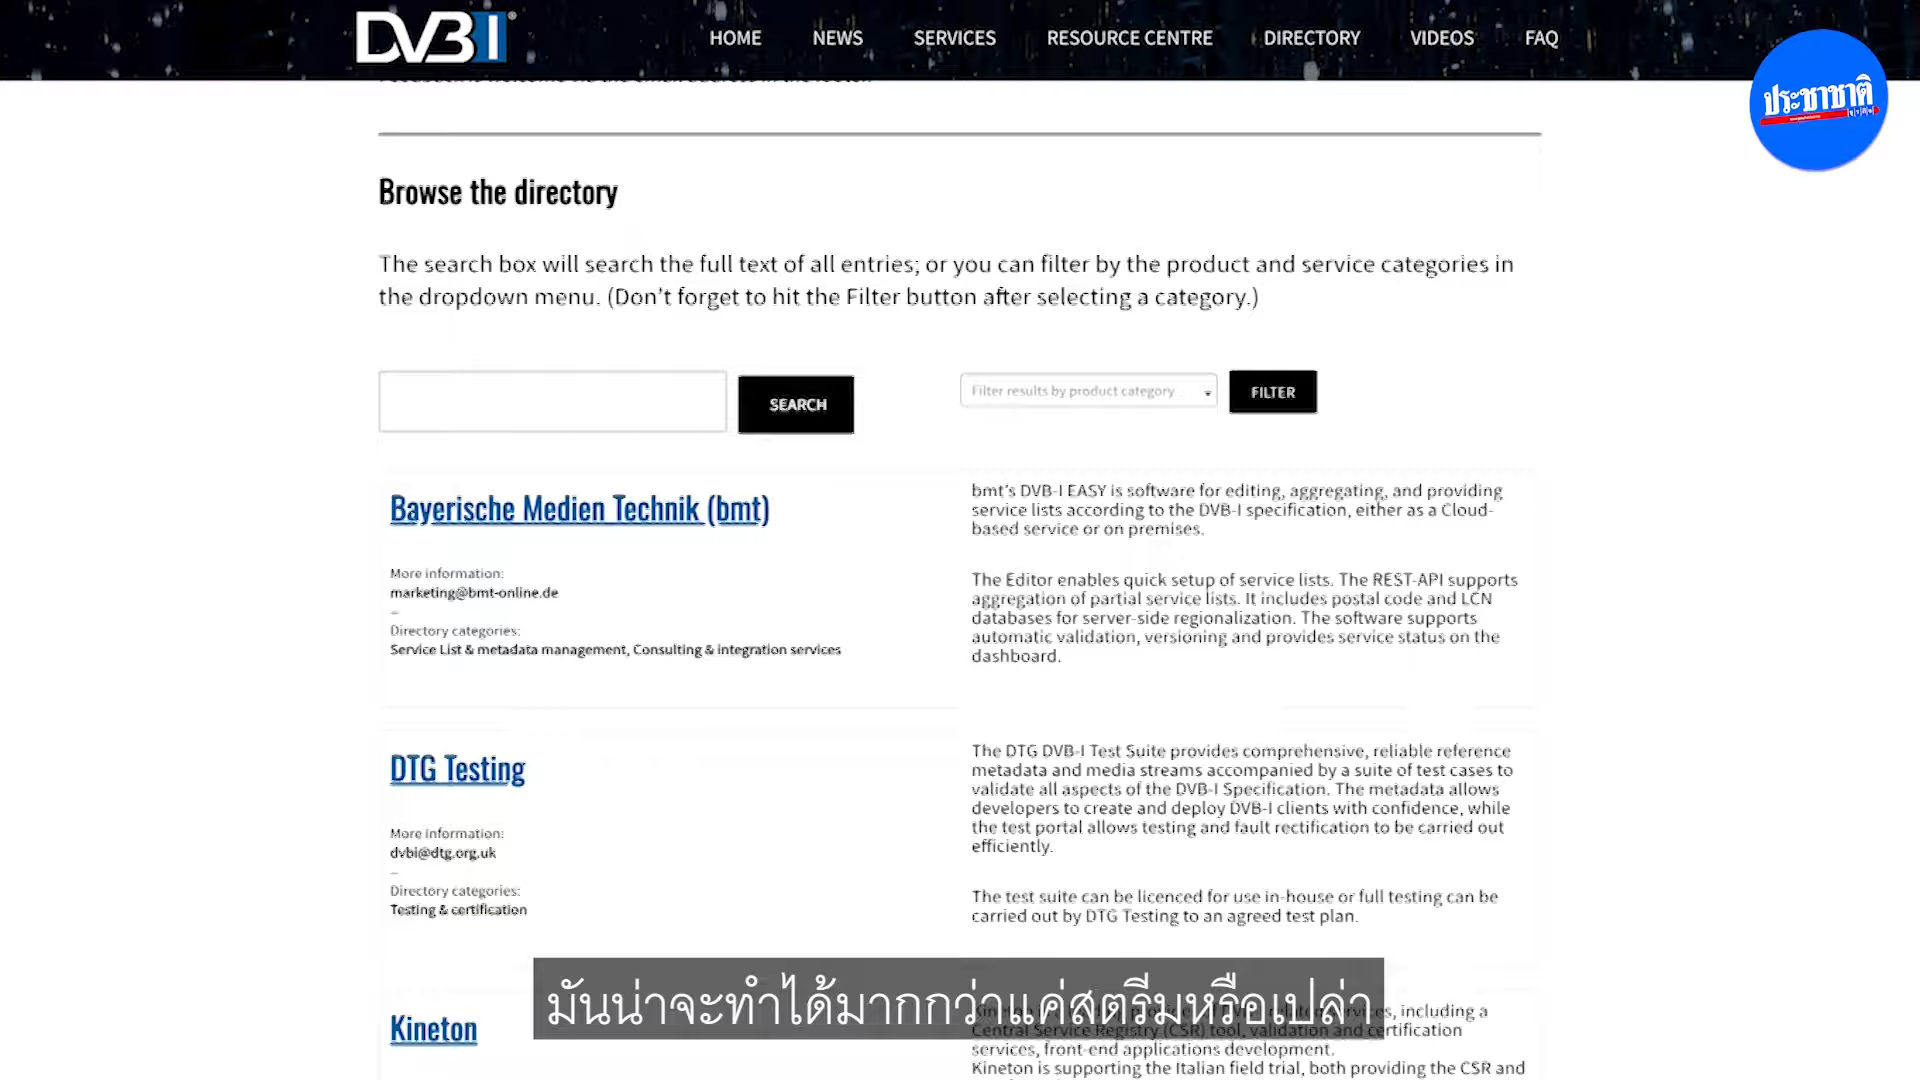 DVB I
HOME NEWS SERVICES RESOURCE CENTRE DIRECTORY VIDEOS FAQ
ประชาชาติ
Browse the directory
The search box will search the full text of all entries; or you can filter by the product and service categories in
the dropdown menu. (Don't forget to hit the Filter button after selecting a category.)
SEARCH
Filter results by product category
FILTER
Bayerische Medien Technik (bmt)
More information:
marketing@bmt-online.de
–
Directory categories:
Service List & metadata management, Consulting & integration services
bmt's DVB-I EASY is software for editing, aggregating, and providing
service lists according to the DVB-I specification, either as a Cloud-
based service or on premises.
The Editor enables quick setup of service lists. The REST-API supports
aggregation of partial service lists. It includes postal code and LCN
databases for server-side regionalization. The software supports
automatic validation, versioning and provides service status on the
dashboard.
DTG Testing
More information:
dvbi@dtg.org.uk
–
Directory categories:
Testing & certification
The DTG DVB-I Test Suite provides comprehensive, reliable reference
metadata and media streams accompanied by a suite of test cases to
validate all aspects of the DVB-I Specification. The metadata allows
developers to create and deploy DVB-I clients with confidence, while
the test portal allows testing and fault rectification to be carried out
efficiently.
The test suite can be licenced for use in-house or full testing can be
carried out by DTG Testing to an agreed test plan.
Kineton
including a
Central Service Registry (CSR) tool, validation and certification
services, front-end applications development.
Kineton is supporting the Italian field trial, both providing the CSR and
มันน่าจะทำได้มากกว่าแค่สตรีมหรือเปล่า